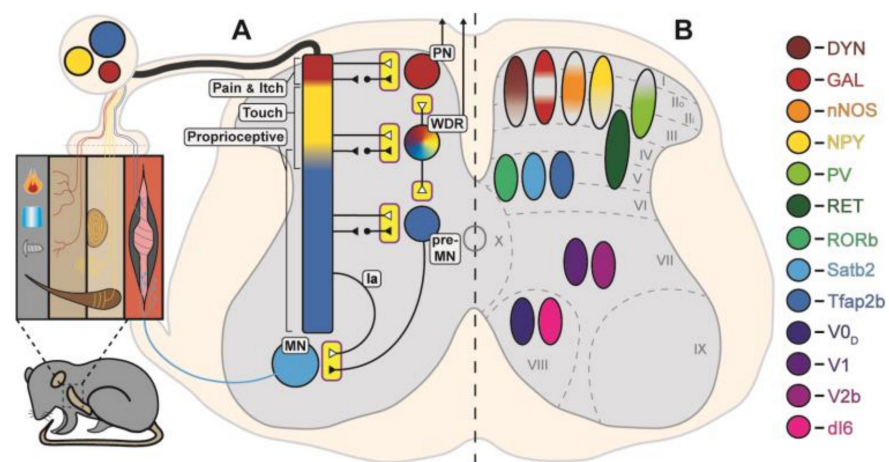 A
B
PN
Pain & Itch
Touch
WDR
Proprioceptive
pre-
MN
Ia
MN
I
IIo
IIi
III
IV
V
VI
X
VII
VIII
IX
DYN
GAL
nNOS
NPY
PV
RET
RORb
Satb2
Tfap2b
V0D
V1
V2b
dI6